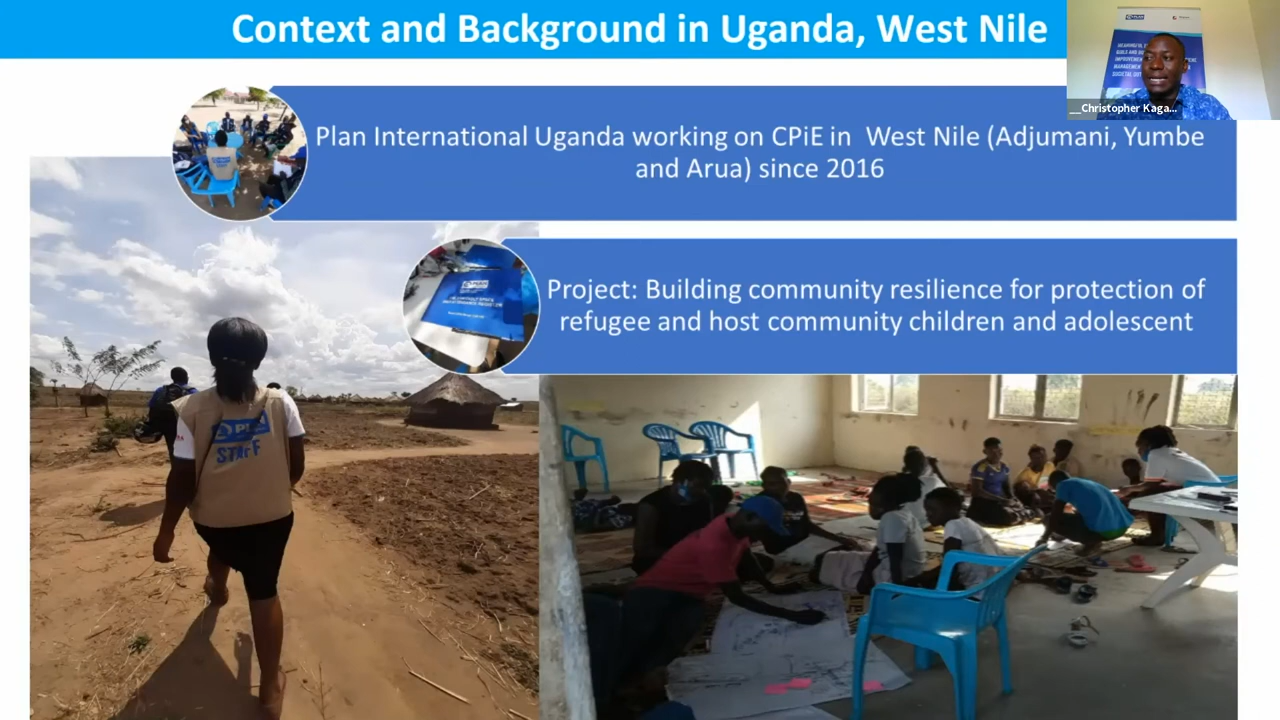 Context and Background in Uganda, West Nile
__Christopher Kaga...
Plan International Uganda working on CPiE in West Nile (Adjumani, Yumbe
and Arua) since 2016
Project: Building community resilience for protection of
refugee and host community children and adolescent
PLAN
STAFF